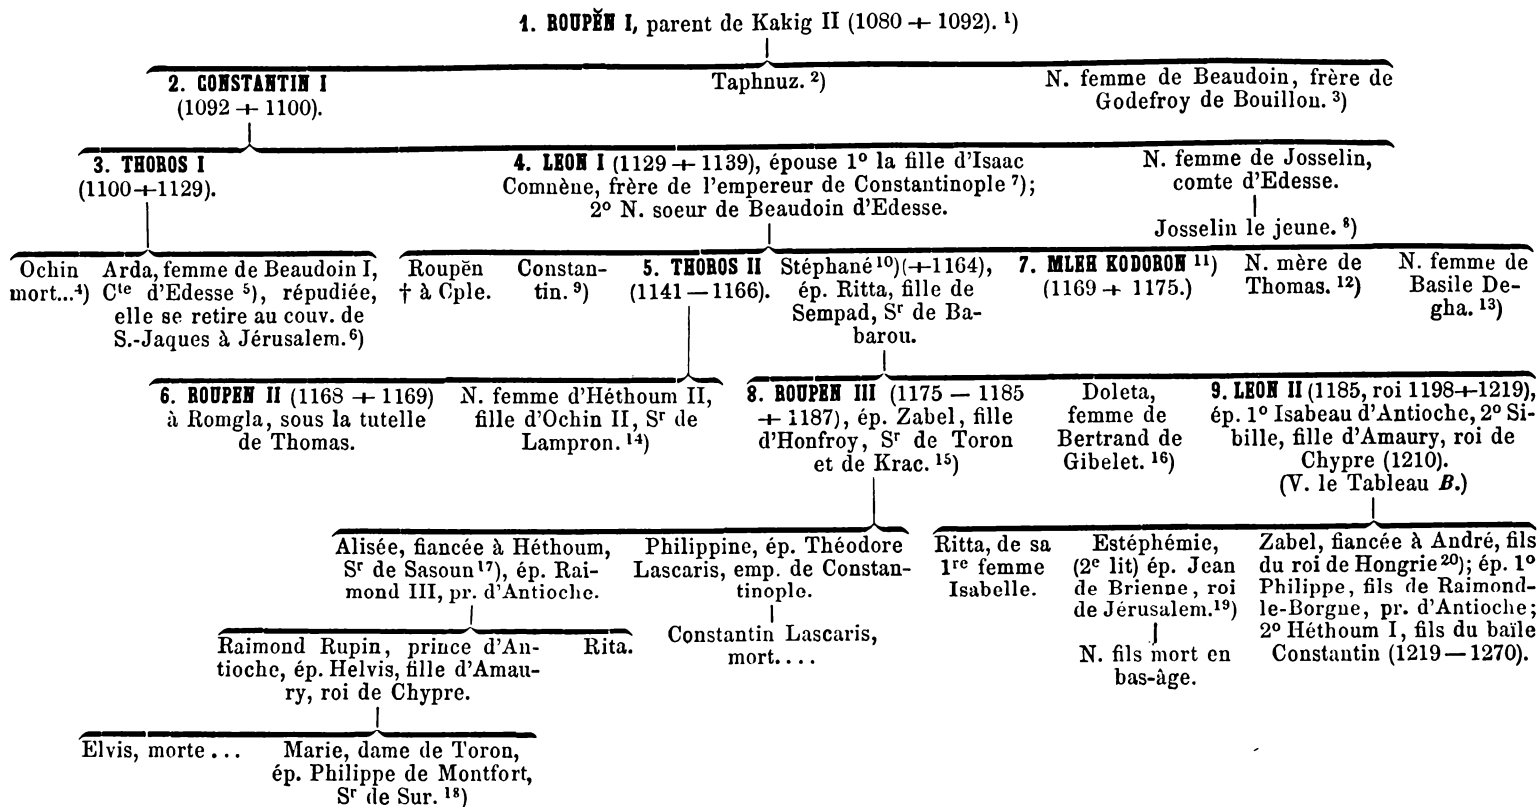 1. ROUPĔN I, parent de Kakig II (1080 + 1092). ¹)
2. CONSTANTIN I
(1092 + 1100).
Taphnuz. ²)
N. femme de Beaudoin, frère de
Godefroy de Bouillon. ³)
3. THOROS I
(1100+1129).
4. LEON I (1129 + 1139), épouse 1º la fille d'Isaac
Comnène, frère de l'empereur de Constantinople ⁷);
2º N. soeur de Beaudoin d'Edesse.
N. femme de Josselin,
comte d'Edesse.
Josselin le jeune. ⁸)
Ochin
mort...⁴)
Arda, femme de Beaudoin I,
Cᵗᵉ d'Edesse ⁵), répudiée,
elle se retire au couv. de
S.-Jaques à Jérusalem.⁶)
Roupĕn
† à Cple.
Constan-
tin. ⁹)
5. THOROS II
(1141—1166).
Stéphané¹⁰)(+1164),
ép. Ritta, fille de
Sempad, Sʳ de Ba-
barou.
7. MLEH KODORON ¹¹)
(1169 + 1175.)
N. mère de
Thomas. ¹²)
N. femme de
Basile De-
gha. ¹³)
6. ROUPEN II (1168 + 1169)
à Romgla, sous la tutelle
de Thomas.
N. femme d'Héthoum II,
fille d'Ochin II, Sʳ de
Lampron. ¹⁴)
8. ROUPEN III (1175 — 1185
+ 1187), ép. Zabel, fille
d'Honfroy, Sʳ de Toron
et de Krac. ¹⁵)
Doleta,
femme de
Bertrand de
Gibelet. ¹⁶)
9. LEON II (1185, roi 1198+1219),
ép. 1º Isabeau d'Antioche, 2º Si-
bille, fille d'Amaury, roi de
Chypre (1210).
(V. le Tableau B.)
Alisée, fiancée à Héthoum,
Sʳ de Sasoun¹⁷), ép. Rai-
mond III, pr. d'Antioche.
Philippine, ép. Théodore
Lascaris, emp. de Constan-
tinople.
Ritta, de sa
1ʳᵉ femme
Isabelle.
Estéphémie,
(2ᵉ lit) ép. Jean
de Brienne, roi
de Jérusalem.¹⁹)
Zabel, fiancée à André, fils
du roi de Hongrie²⁰); ép. 1º
Philippe, fils de Raimond-
le-Borgne, pr. d'Antioche;
2º Héthoum I, fils du baïle
Constantin (1219—1270).
Raimond Rupin, prince d'An-
tioche, ép. Helvis, fille d'Amau-
ry, roi de Chypre.
Rita.
Constantin Lascaris,
mort....
N. fils mort en
bas-âge.
Elvis, morte ...
Marie, dame de Toron,
ép. Philippe de Montfort,
Sʳ de Sur. ¹⁸)